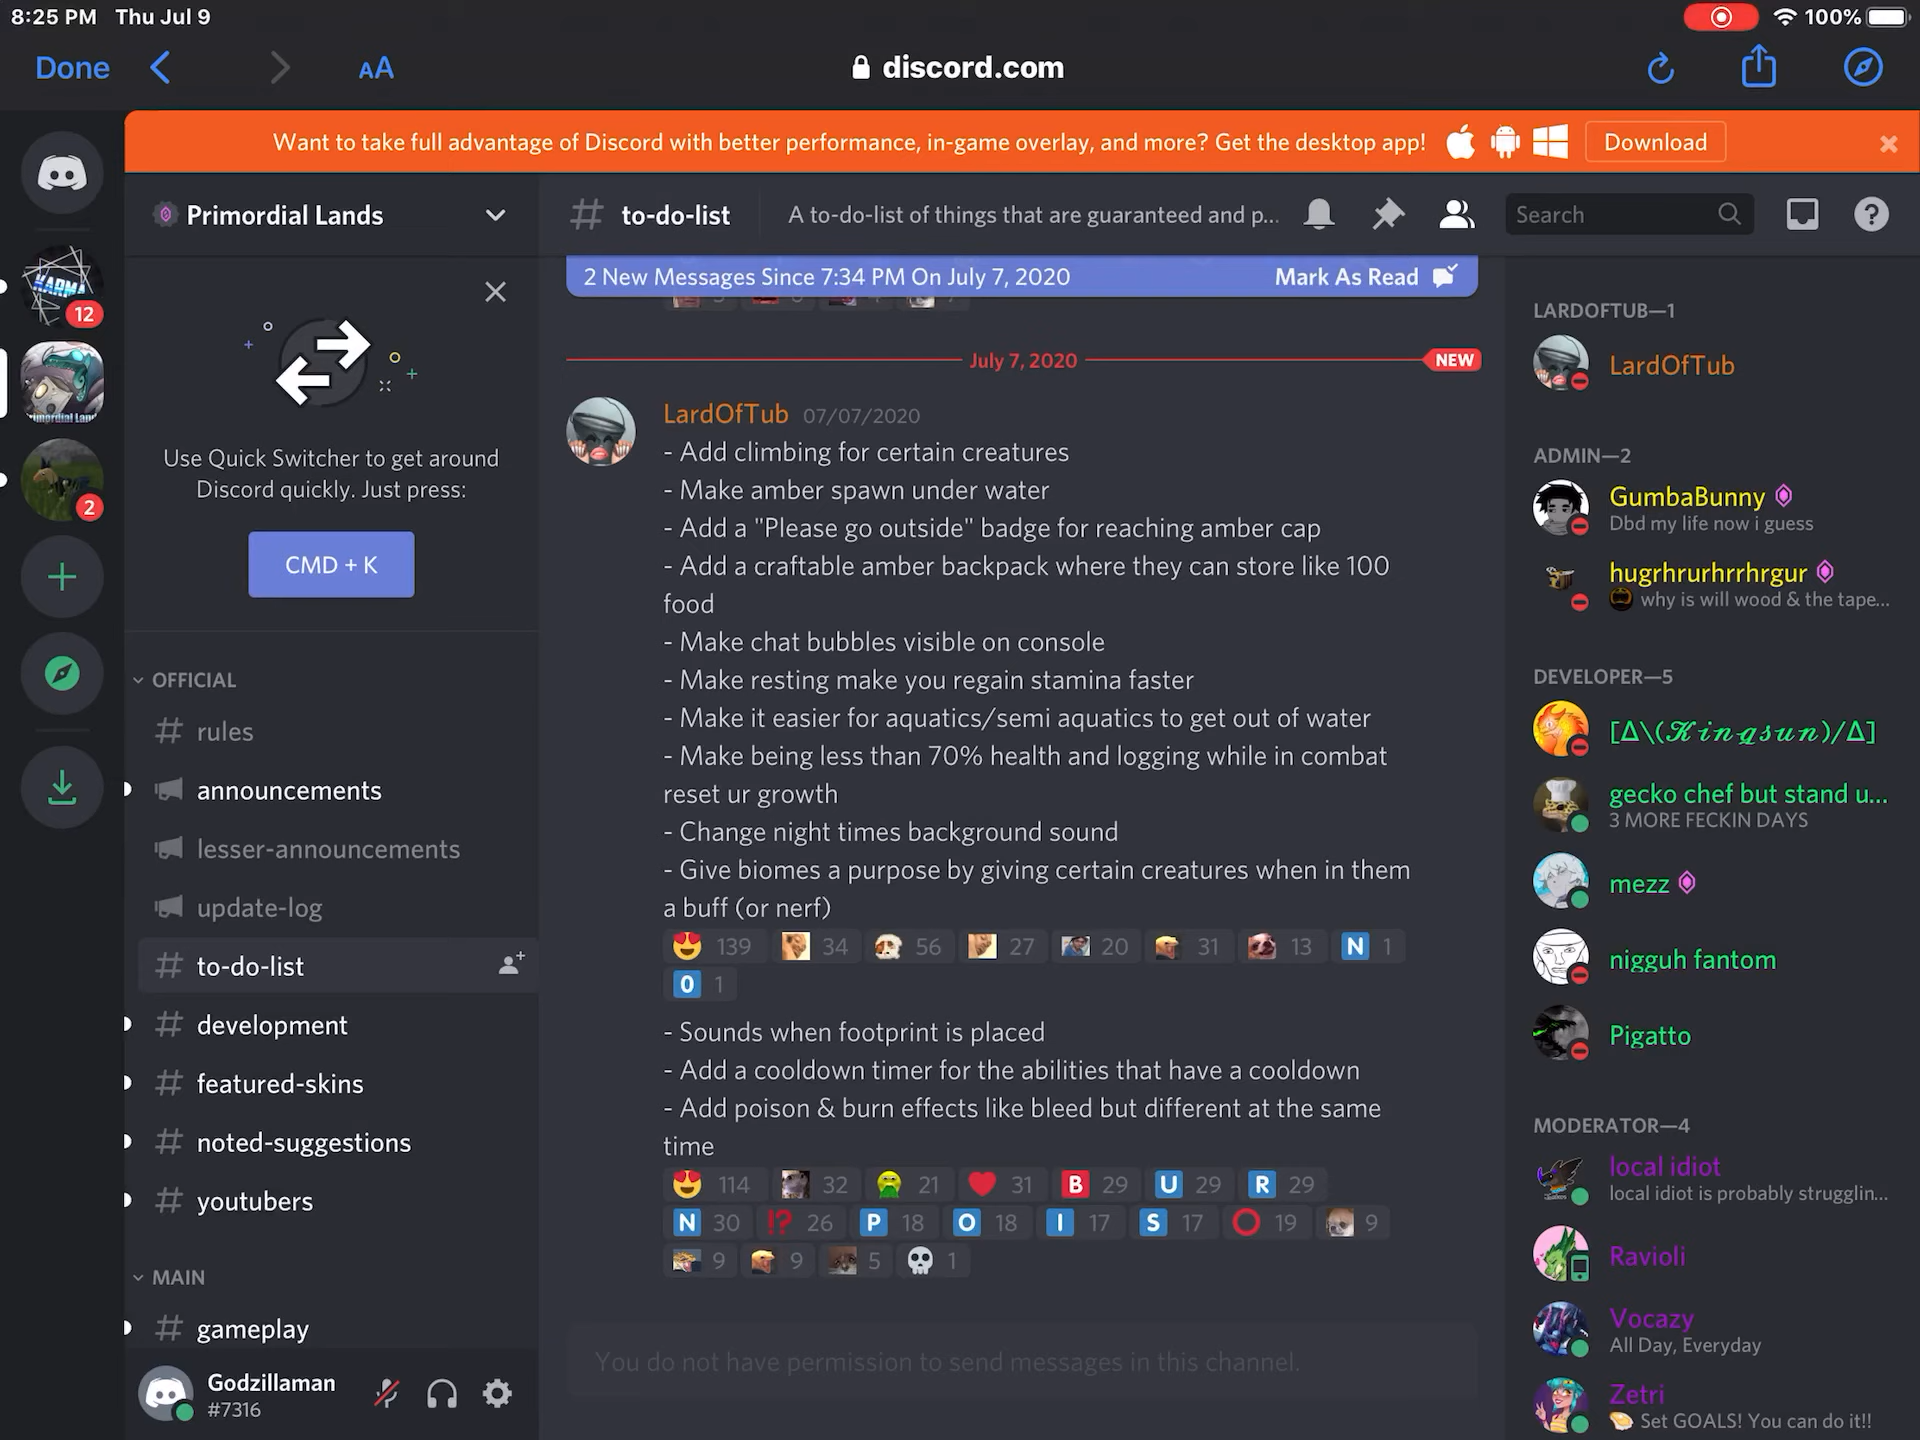 8:25 PM Thu Jul 9
100%
Done
AA
discord.com
Want to take full advantage of Discord with better performance, in-game overlay, and more? Get the desktop app!
Download
Primordial Lands
# to-do-list
A to-do-list of things that are guaranteed and p...
Search
KARMA
12
2
Use Quick Switcher to get around
Discord quickly. Just press:
CMD + K
OFFICIAL
# rules
announcements
lesser-announcements
update-log
# to-do-list
# development
# featured-skins
# noted-suggestions
# youtubers
MAIN
# gameplay
Godzillaman
#7316
2 New Messages Since 7:34 PM On July 7, 2020
Mark As Read
July 7, 2020
NEW
LardOfTub 07/07/2020
- Add climbing for certain creatures
- Make amber spawn under water
- Add a "Please go outside" badge for reaching amber cap
- Add a craftable amber backpack where they can store like 100
food
- Make chat bubbles visible on console
- Make resting make you regain stamina faster
- Make it easier for aquatics/semi aquatics to get out of water
- Make being less than 70% health and logging while in combat
reset ur growth
- Change night times background sound
- Give biomes a purpose by giving certain creatures when in them
a buff (or nerf)
139 34 56 27 20 31 13 N 1
0 1
- Sounds when footprint is placed
- Add a cooldown timer for the abilities that have a cooldown
- Add poison & burn effects like bleed but different at the same
time
114 32 21 31 B 29 U 29 R 29
N 30 !? 26 P 18 O 18 I 17 S 17 19 9
9 9 5 1
You do not have permission to send messages in this channel.
LARDOFTUB—1
LardOfTub
ADMIN—2
GumbaBunny
Dbd my life now i guess
hugrhrurhrrhrgur
why is will wood & the tape...
DEVELOPER—5
[Δ\(𝒦𝒾𝓃𝑔𝓈𝓊𝓃)/Δ]
gecko chef but stand u...
3 MORE FECKIN DAYS
mezz
nigguh fantom
Pigatto
MODERATOR—4
local idiot
local idiot is probably strugglin...
Ravioli
Vocazy
All Day, Everyday
Zetri
Set GOALS! You can do it!!